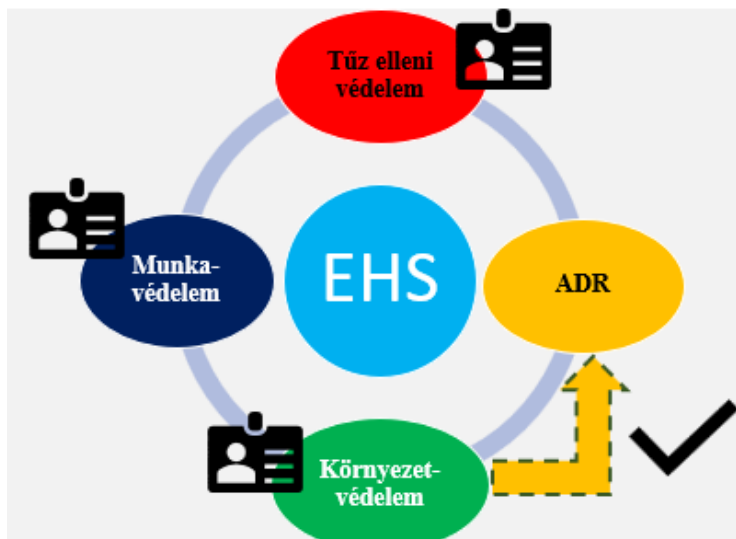 Tűz elleni
védelem
Munka-
védelem
EHS
ADR
Környezet-
védelem